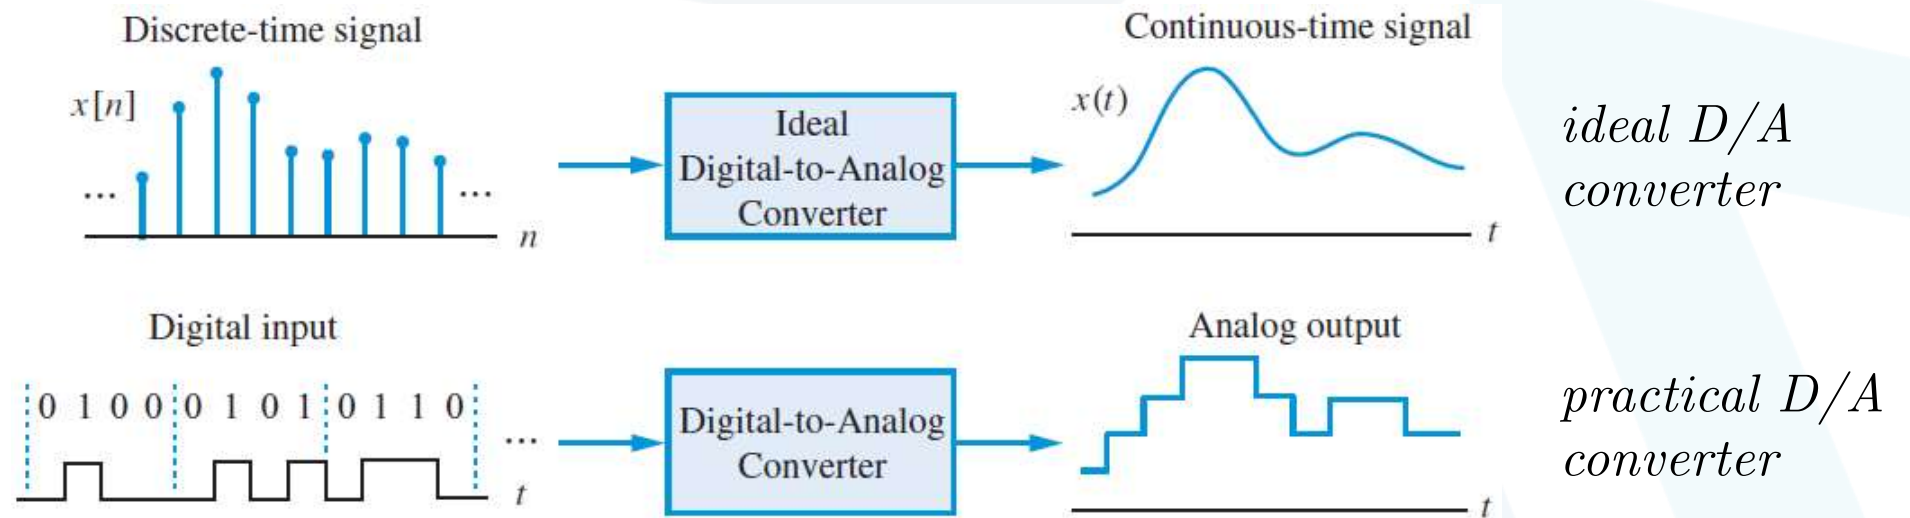 Discrete-time signal
Continuous-time signal
x[n]
...
...
n
Ideal
Digital-to-Analog
Converter
x(t)
t
ideal D/A
converter
Digital input
Analog output
0 1 0 0 0 1 0 1 0 1 1 0
...
t
Digital-to-Analog
Converter
t
practical D/A
converter